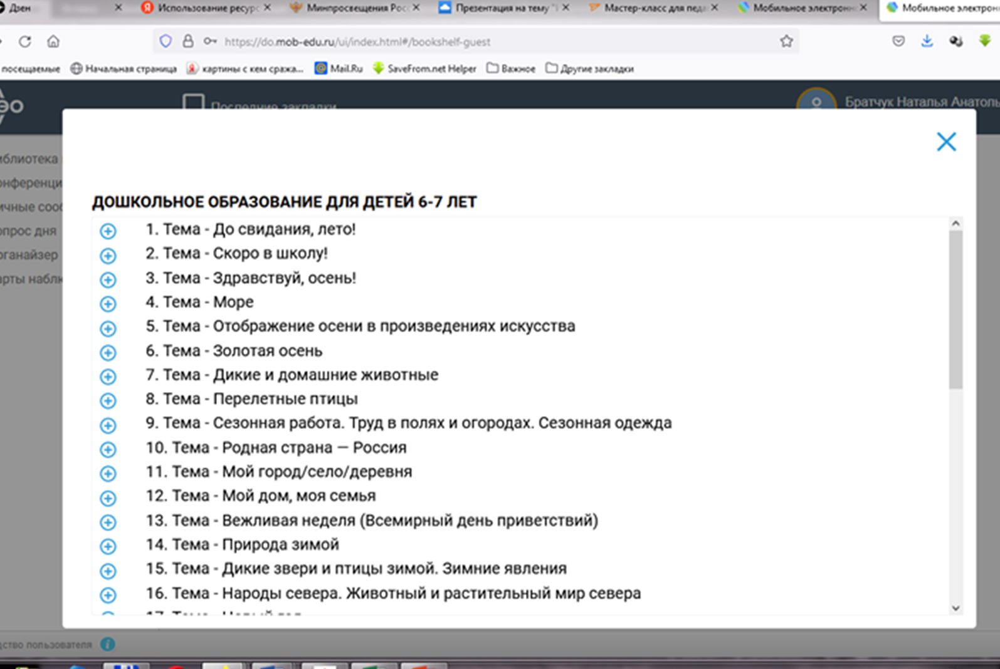 Дзен
Использование ресурс
Минпросвещения Рос
Презентация на тему "
Мастер-класс для педа
Мобильное электронн
Мобильное электрон
https://do.mob-edu.ru/ui/index.html#/bookshelf-guest
посещаемые
Начальная страница
картины с кем сража...
Mail.Ru
SaveFrom.net Helper
Важное
Другие закладки
Последние закладки
Братчук Наталья Анатоль
иблиотека
онференци
ичные сооб
опрос дня
рганайзер
арты наблю
ДОШКОЛЬНОЕ ОБРАЗОВАНИЕ ДЛЯ ДЕТЕЙ 6-7 ЛЕТ
1. Тема - До свидания, лето!
2. Тема - Скоро в школу!
3. Тема - Здравствуй, осень!
4. Тема - Море
5. Тема - Отображение осени в произведениях искусства
6. Тема - Золотая осень
7. Тема - Дикие и домашние животные
8. Тема - Перелетные птицы
9. Тема - Сезонная работа. Труд в полях и огородах. Сезонная одежда
10. Тема - Родная страна — Россия
11. Тема - Мой город/село/деревня
12. Тема - Мой дом, моя семья
13. Тема - Вежливая неделя (Всемирный день приветствий)
14. Тема - Природа зимой
15. Тема - Дикие звери и птицы зимой. Зимние явления
16. Тема - Народы севера. Животный и растительный мир севера
17. Тема - Новый год
дство пользователя